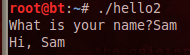 root@bt:~# ./hello2
What is your name?Sam
Hi, Sam